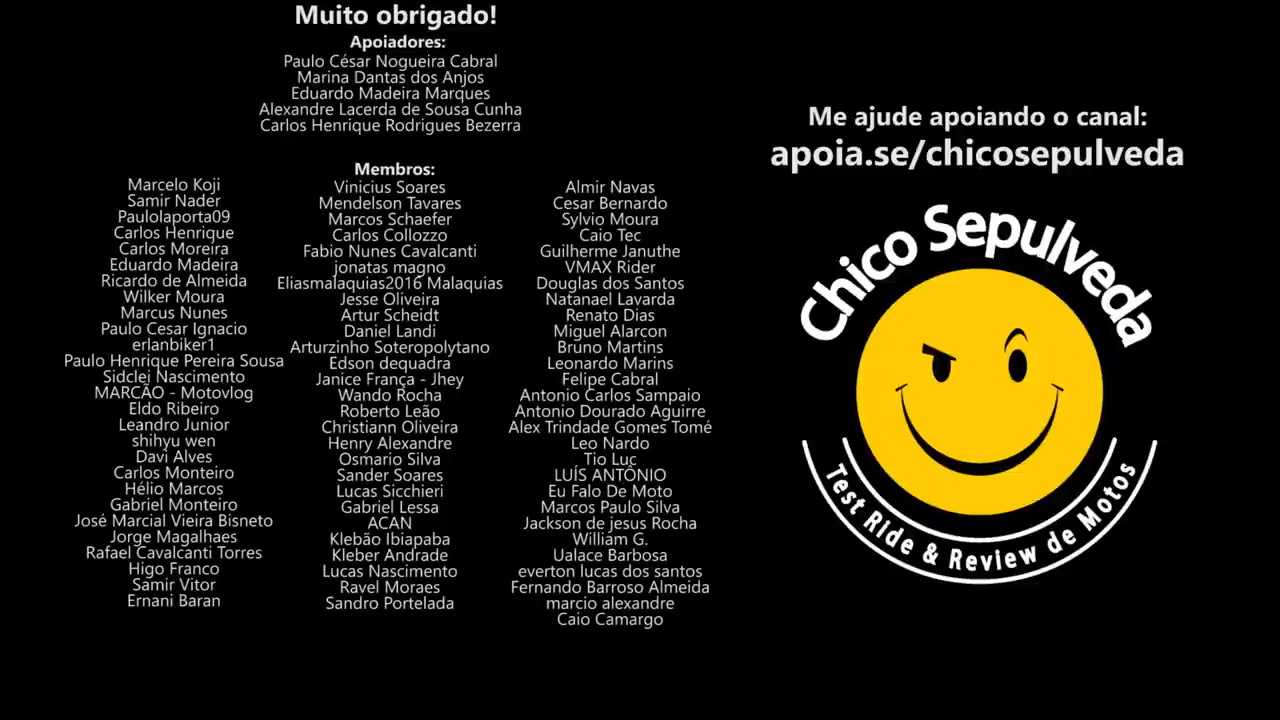 Muito obrigado!
Apoiadores:
Paulo César Nogueira Cabral
Marina Dantas dos Anjos
Eduardo Madeira Marques
Alexandre Lacerda de Sousa Cunha
Carlos Henrique Rodrigues Bezerra
Membros:
Marcelo Koji
Samir Nader
Paulolaporta09
Carlos Henrique
Carlos Moreira
Eduardo Madeira
Ricardo de Almeida
Wilker Moura
Marcus Nunes
Paulo Cesar Ignacio
erlanbiker1
Paulo Henrique Pereira Sousa
Sidclei Nascimento
MARCÃO - Motovlog
Eldo Ribeiro
Leandro Junior
shihyu wen
Davi Alves
Carlos Monteiro
Hélio Marcos
Gabriel Monteiro
José Marcial Vieira Bisneto
Jorge Magalhaes
Rafael Cavalcanti Torres
Higo Franco
Samir Vitor
Ernani Baran
Vinicius Soares
Mendelson Tavares
Marcos Schaefer
Carlos Collozzo
Fabio Nunes Cavalcanti
jonatas magno
Eliasmalaquias2016 Malaquias
Jesse Oliveira
Artur Scheidt
Daniel Landi
Arturzinho Soteropolytano
Edson dequadra
Janice França - Jhey
Wando Rocha
Roberto Leão
Christiann Oliveira
Henry Alexandre
Osmario Silva
Sander Soares
Lucas Sicchieri
Gabriel Lessa
ACAN
Klebão Ibiapaba
Kleber Andrade
Lucas Nascimento
Ravel Moraes
Sandro Portelada
Almir Navas
Cesar Bernardo
Sylvio Moura
Caio Tec
Guilherme Januthe
VMAX Rider
Douglas dos Santos
Natanael Lavarda
Renato Dias
Miguel Alarcon
Bruno Martins
Leonardo Marins
Felipe Cabral
Antonio Carlos Sampaio
Antonio Dourado Aguirre
Alex Trindade Gomes Tomé
Leo Nardo
Tio Luc
LUÍS ANTÔNIO
Eu Falo De Moto
Marcos Paulo Silva
Jackson de jesus Rocha
William G.
Ualace Barbosa
everton lucas dos santos
Fernando Barroso Almeida
marcio alexandre
Caio Camargo
Me ajude apoiando o canal:
apoia.se/chicosepulveda
Chico Sepulveda
Test Ride & Review de Motos